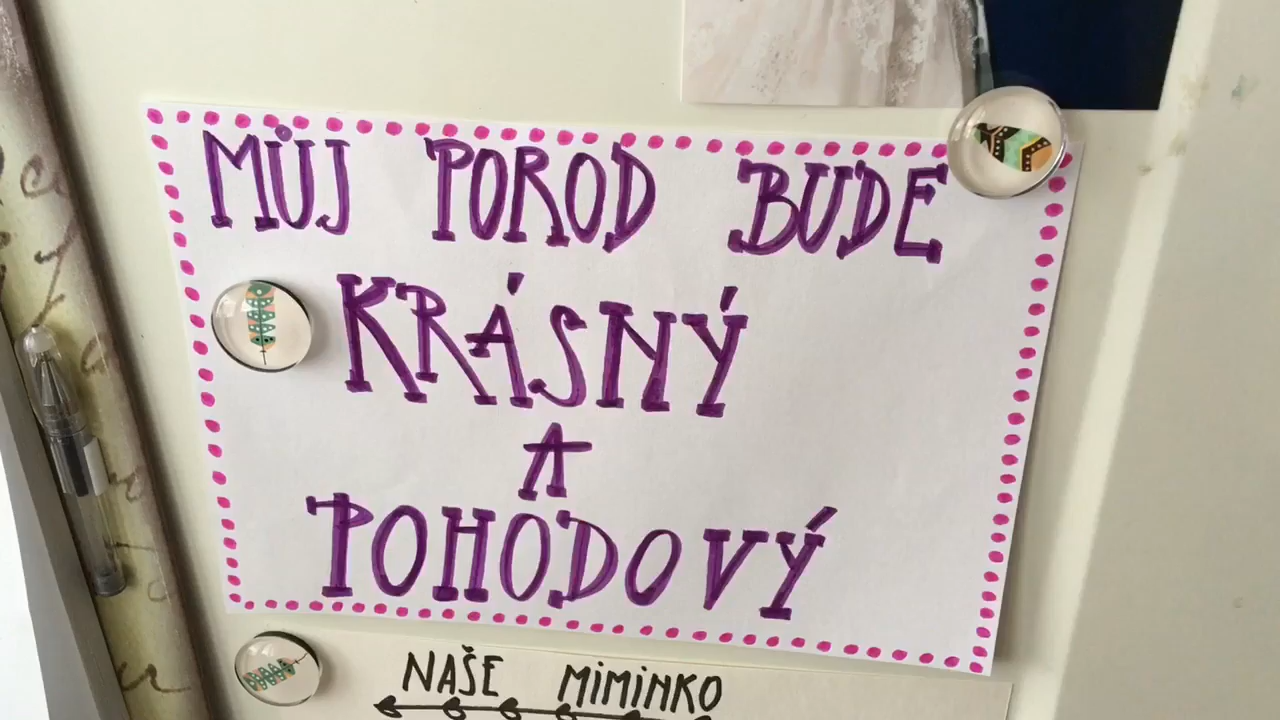 MŮJ POROD BUDE
KRÁSNÝ
A
POHODOVÝ
NAŠE MIMINKO